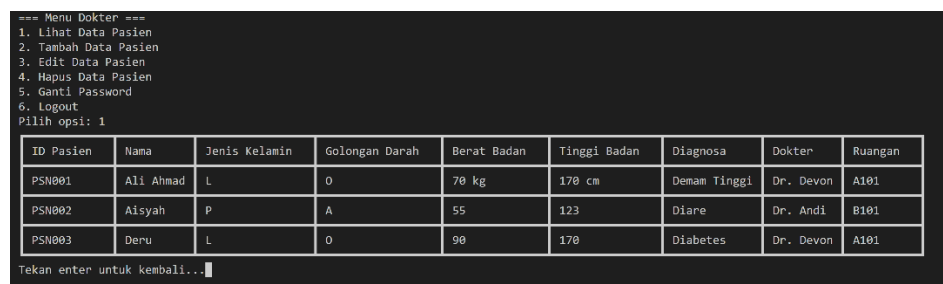 === Menu Dokter ===
1. Lihat Data Pasien
2. Tambah Data Pasien
3. Edit Data Pasien
4. Hapus Data Pasien
5. Ganti Password
6. Logout
Pilih opsi: 1
ID Pasien Nama Jenis Kelamin Golongan Darah Berat Badan Tinggi Badan Diagnosa Dokter Ruangan
PSN001 Ali Ahmad L O 70 kg 170 cm Demam Tinggi Dr. Devon A101
PSN002 Aisyah P A 55 123 Diare Dr. Andi B101
PSN003 Deru L O 90 170 Diabetes Dr. Devon A101
Tekan enter untuk kembali...